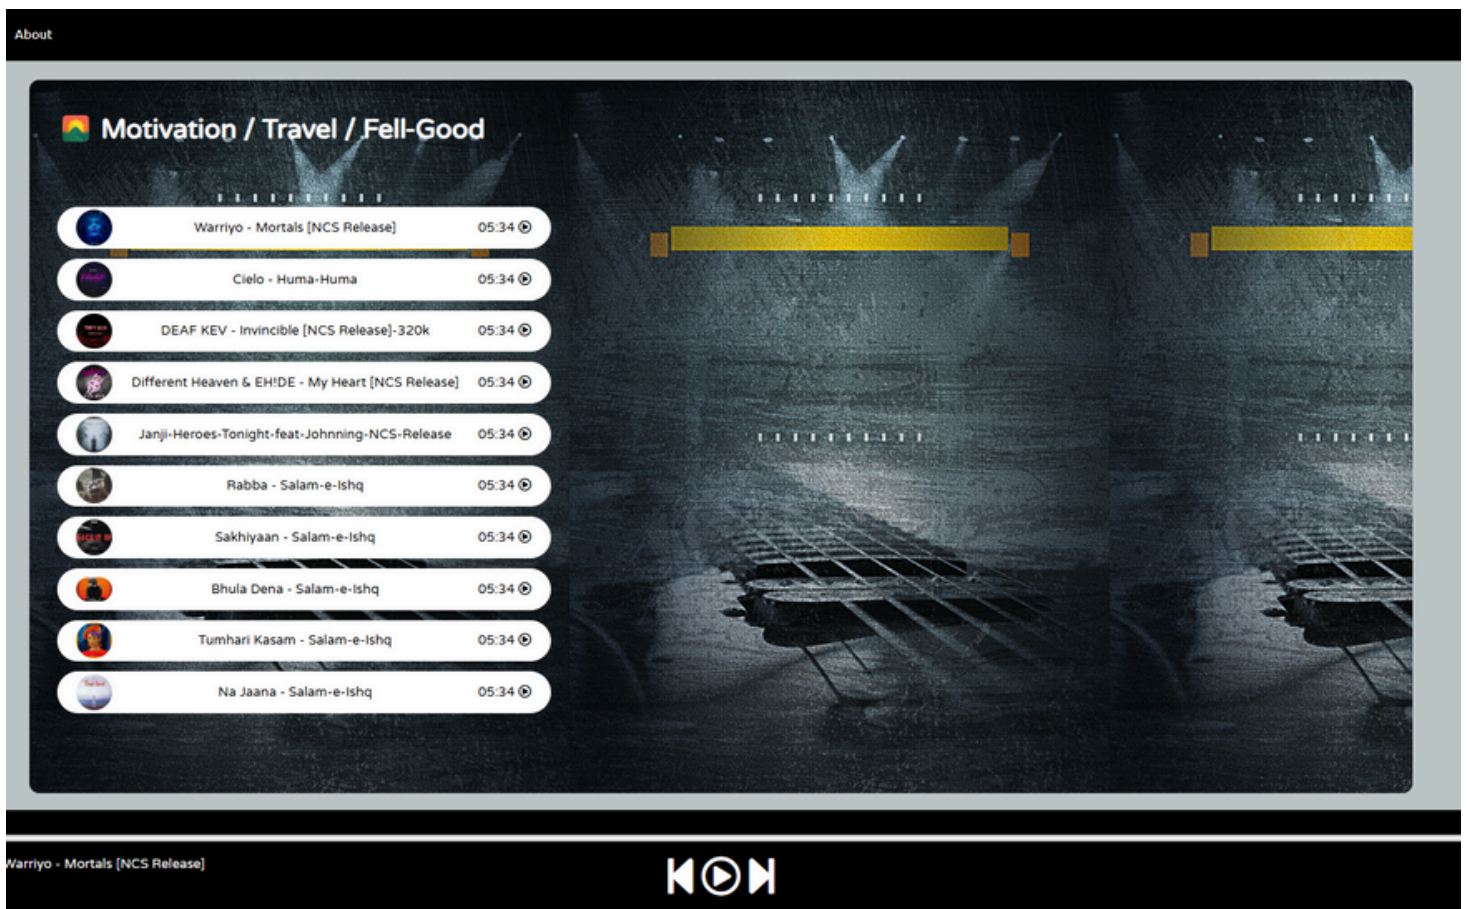 About
Motivation / Travel / Fell-Good
Warriyo - Mortals [NCS Release] 05:34
Cielo - Huma-Huma 05:34
DEAF KEV - Invincible [NCS Release]-320k 05:34
Different Heaven & EH!DE - My Heart [NCS Release] 05:34
Janji-Heroes-Tonight-feat-Johnning-NCS-Release 05:34
Rabba - Salam-e-Ishq 05:34
Sakhiyaan - Salam-e-Ishq 05:34
Bhula Dena - Salam-e-Ishq 05:34
Tumhari Kasam - Salam-e-Ishq 05:34
Na Jaana - Salam-e-Ishq 05:34
Warriyo - Mortals [NCS Release]